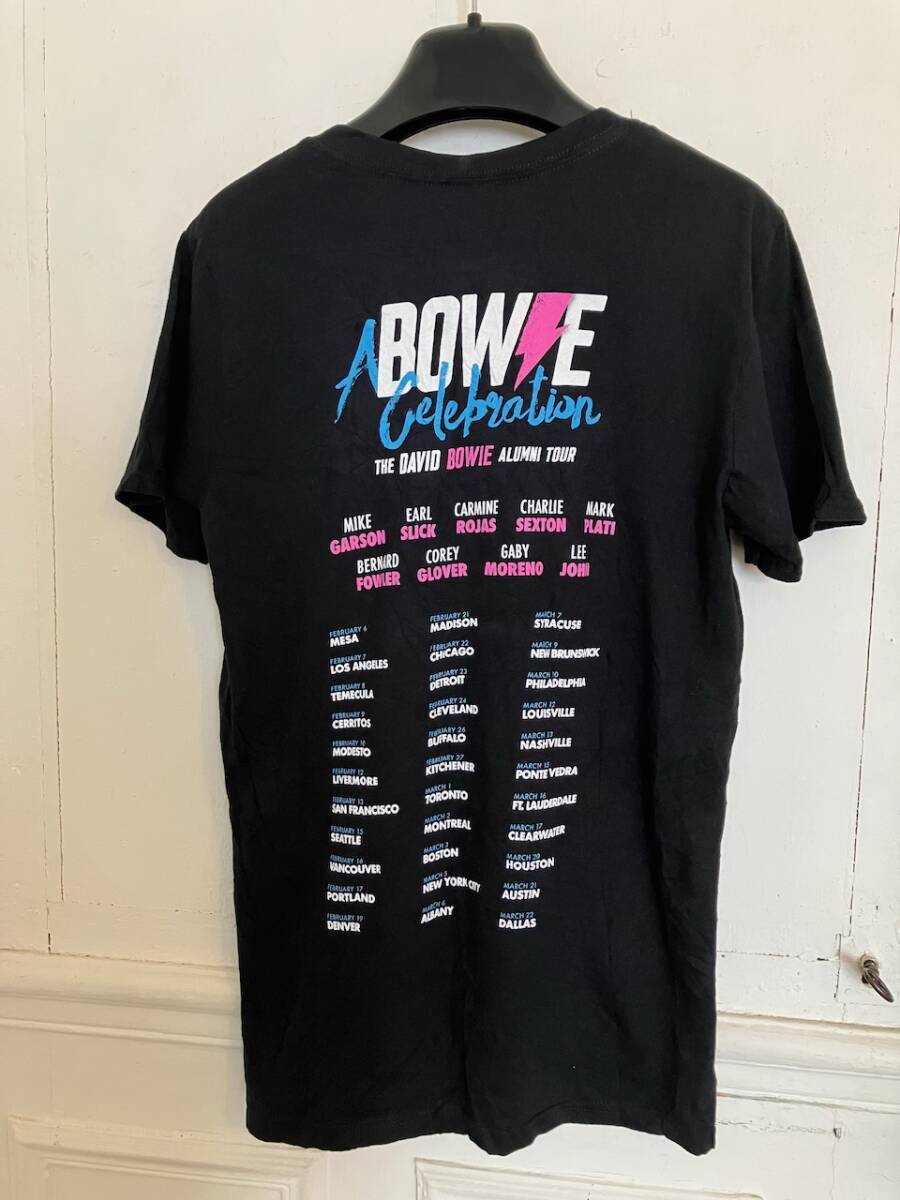 A BOWIE
Celebration
THE DAVID BOWIE ALUMNI TOUR
MIKE GARSON
EARL SLICK
CARMINE ROJAS
CHARLIE SEXTON
MARK PLATI
BERNARD FOWLER
COREY GLOVER
GABY MORENO
LEE JOHN
FEBRUARY 6
MESA
FEBRUARY 7
LOS ANGELES
FEBRUARY 8
TEMECULA
FEBRUARY 9
CERRITOS
FEBRUARY 10
MODESTO
FEBRUARY 12
LIVERMORE
FEBRUARY 13
SAN FRANCISCO
FEBRUARY 15
SEATTLE
FEBRUARY 16
VANCOUVER
FEBRUARY 17
PORTLAND
FEBRUARY 19
DENVER
FEBRUARY 21
MADISON
FEBRUARY 22
CHICAGO
FEBRUARY 23
DETROIT
FEBRUARY 24
CLEVELAND
FEBRUARY 26
BUFFALO
FEBRUARY 27
KITCHENER
MARCH 1
TORONTO
MARCH 2
MONTREAL
MARCH 3
BOSTON
MARCH 5
NEW YORK CITY
MARCH 6
ALBANY
MARCH 7
SYRACUSE
MARCH 9
NEW BRUNSWICK
MARCH 10
PHILADELPHIA
MARCH 12
LOUISVILLE
MARCH 13
NASHVILLE
MARCH 15
PONTE VEDRA
MARCH 16
FT. LAUDERDALE
MARCH 17
CLEARWATER
MARCH 20
HOUSTON
MARCH 21
AUSTIN
MARCH 22
DALLAS